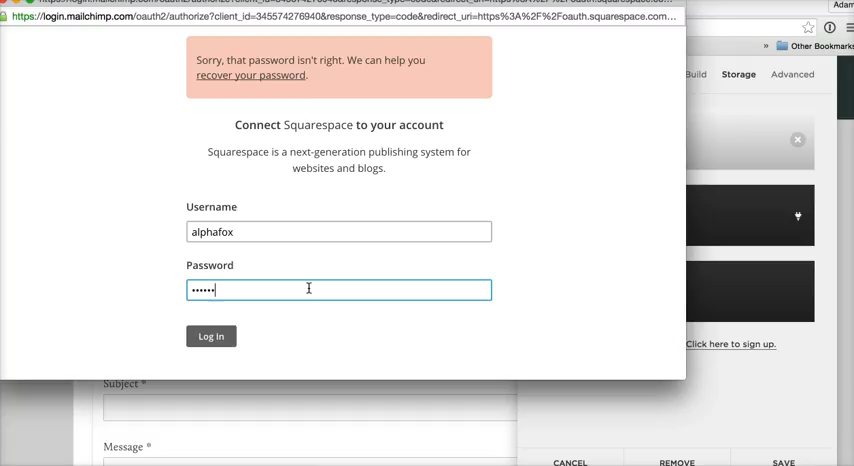 https://login.mailchimp.com/oauth2/authorize?client_id=345574276940&response_type=code&redirect_uri=https%3A%2F%2Foauth.squarespace.com...
Adam
Other Bookmarks
Sorry, that password isn't right. We can help you
recover your password.
Build Storage Advanced
Connect Squarespace to your account
Squarespace is a next-generation publishing system for
websites and blogs.
Username
alphafox
Password
••••••
Log In
Click here to sign up.
Subject *
Message *
CANCEL REMOVE SAVE